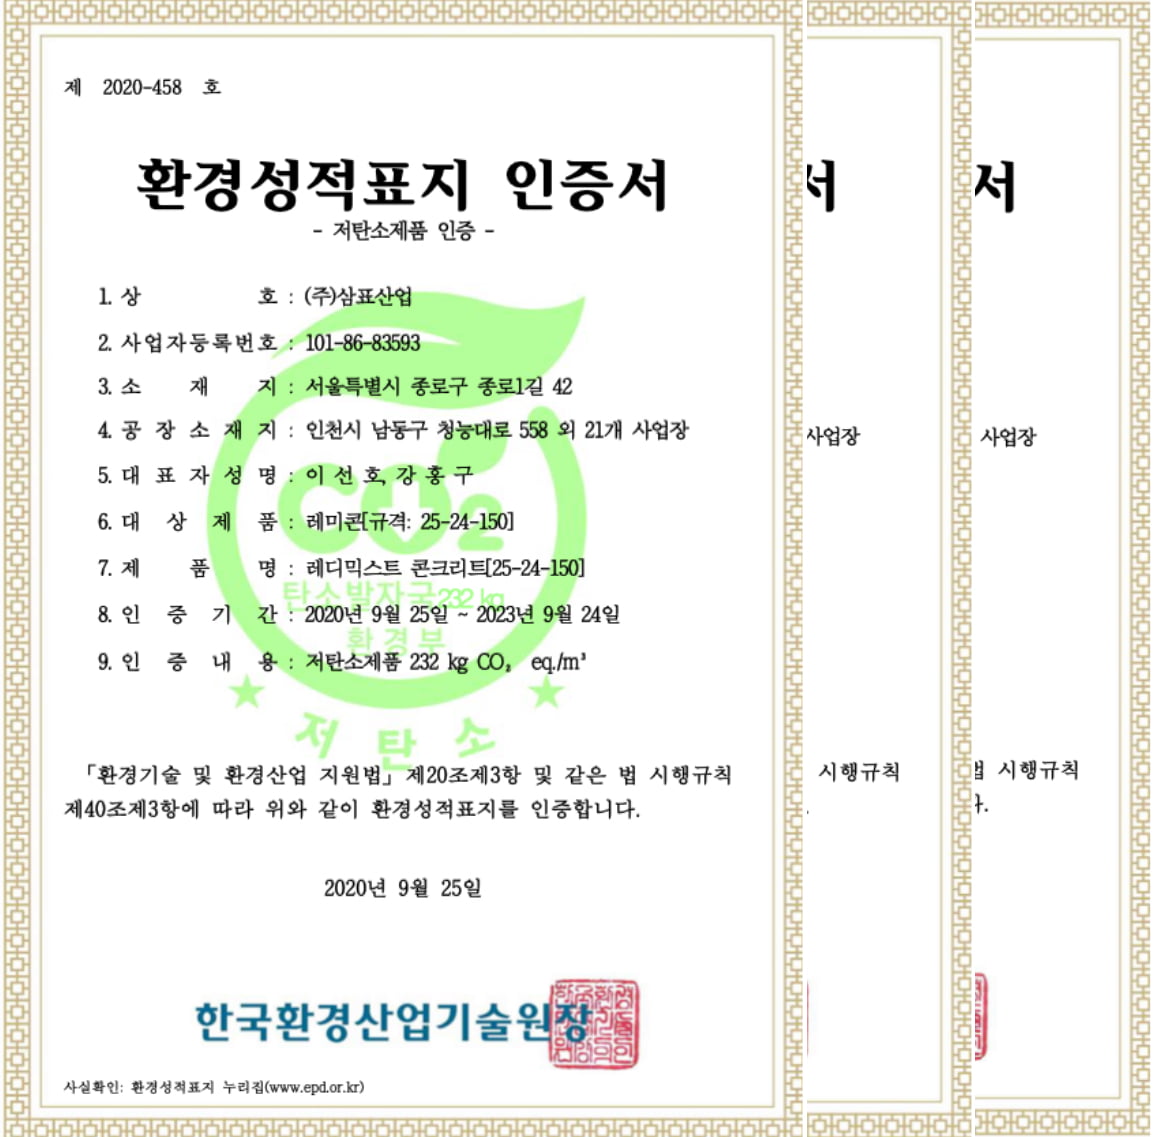 제 2020-458 호
환경성적표지 인증서
- 저탄소제품 인증 -
1. 상 호 : (주)삼표산업
2. 사업자등록번호 : 101-86-83593
3. 소 재 지 : 서울특별시 종로구 종로1길 42
4. 공 장 소 재 지 : 인천시 남동구 청능대로 558 외 21개 사업장
5. 대 표 자 성 명 : 이 선 호, 강 홍 구
6. 대 상 제 품 : 레미콘[규격: 25-24-150]
7. 제 품 명 : 레디믹스트 콘크리트[25-24-150]
8. 인 증 기 간 : 2020년 9월 25일 ~ 2023년 9월 24일
9. 인 증 내 용 : 저탄소제품 232 kg CO₂ eq./m³
CO2
탄소발자국 232 kg
환경부
저 탄 소
「환경기술 및 환경산업 지원법」제20조제3항 및 같은 법 시행규칙
제40조제3항에 따라 위와 같이 환경성적표지를 인증합니다.
2020년 9월 25일
한국환경산업기술원장
사실확인: 환경성적표지 누리집(www.epd.or.kr)
서
사업장
시행규칙
서
사업장
법 시행규칙